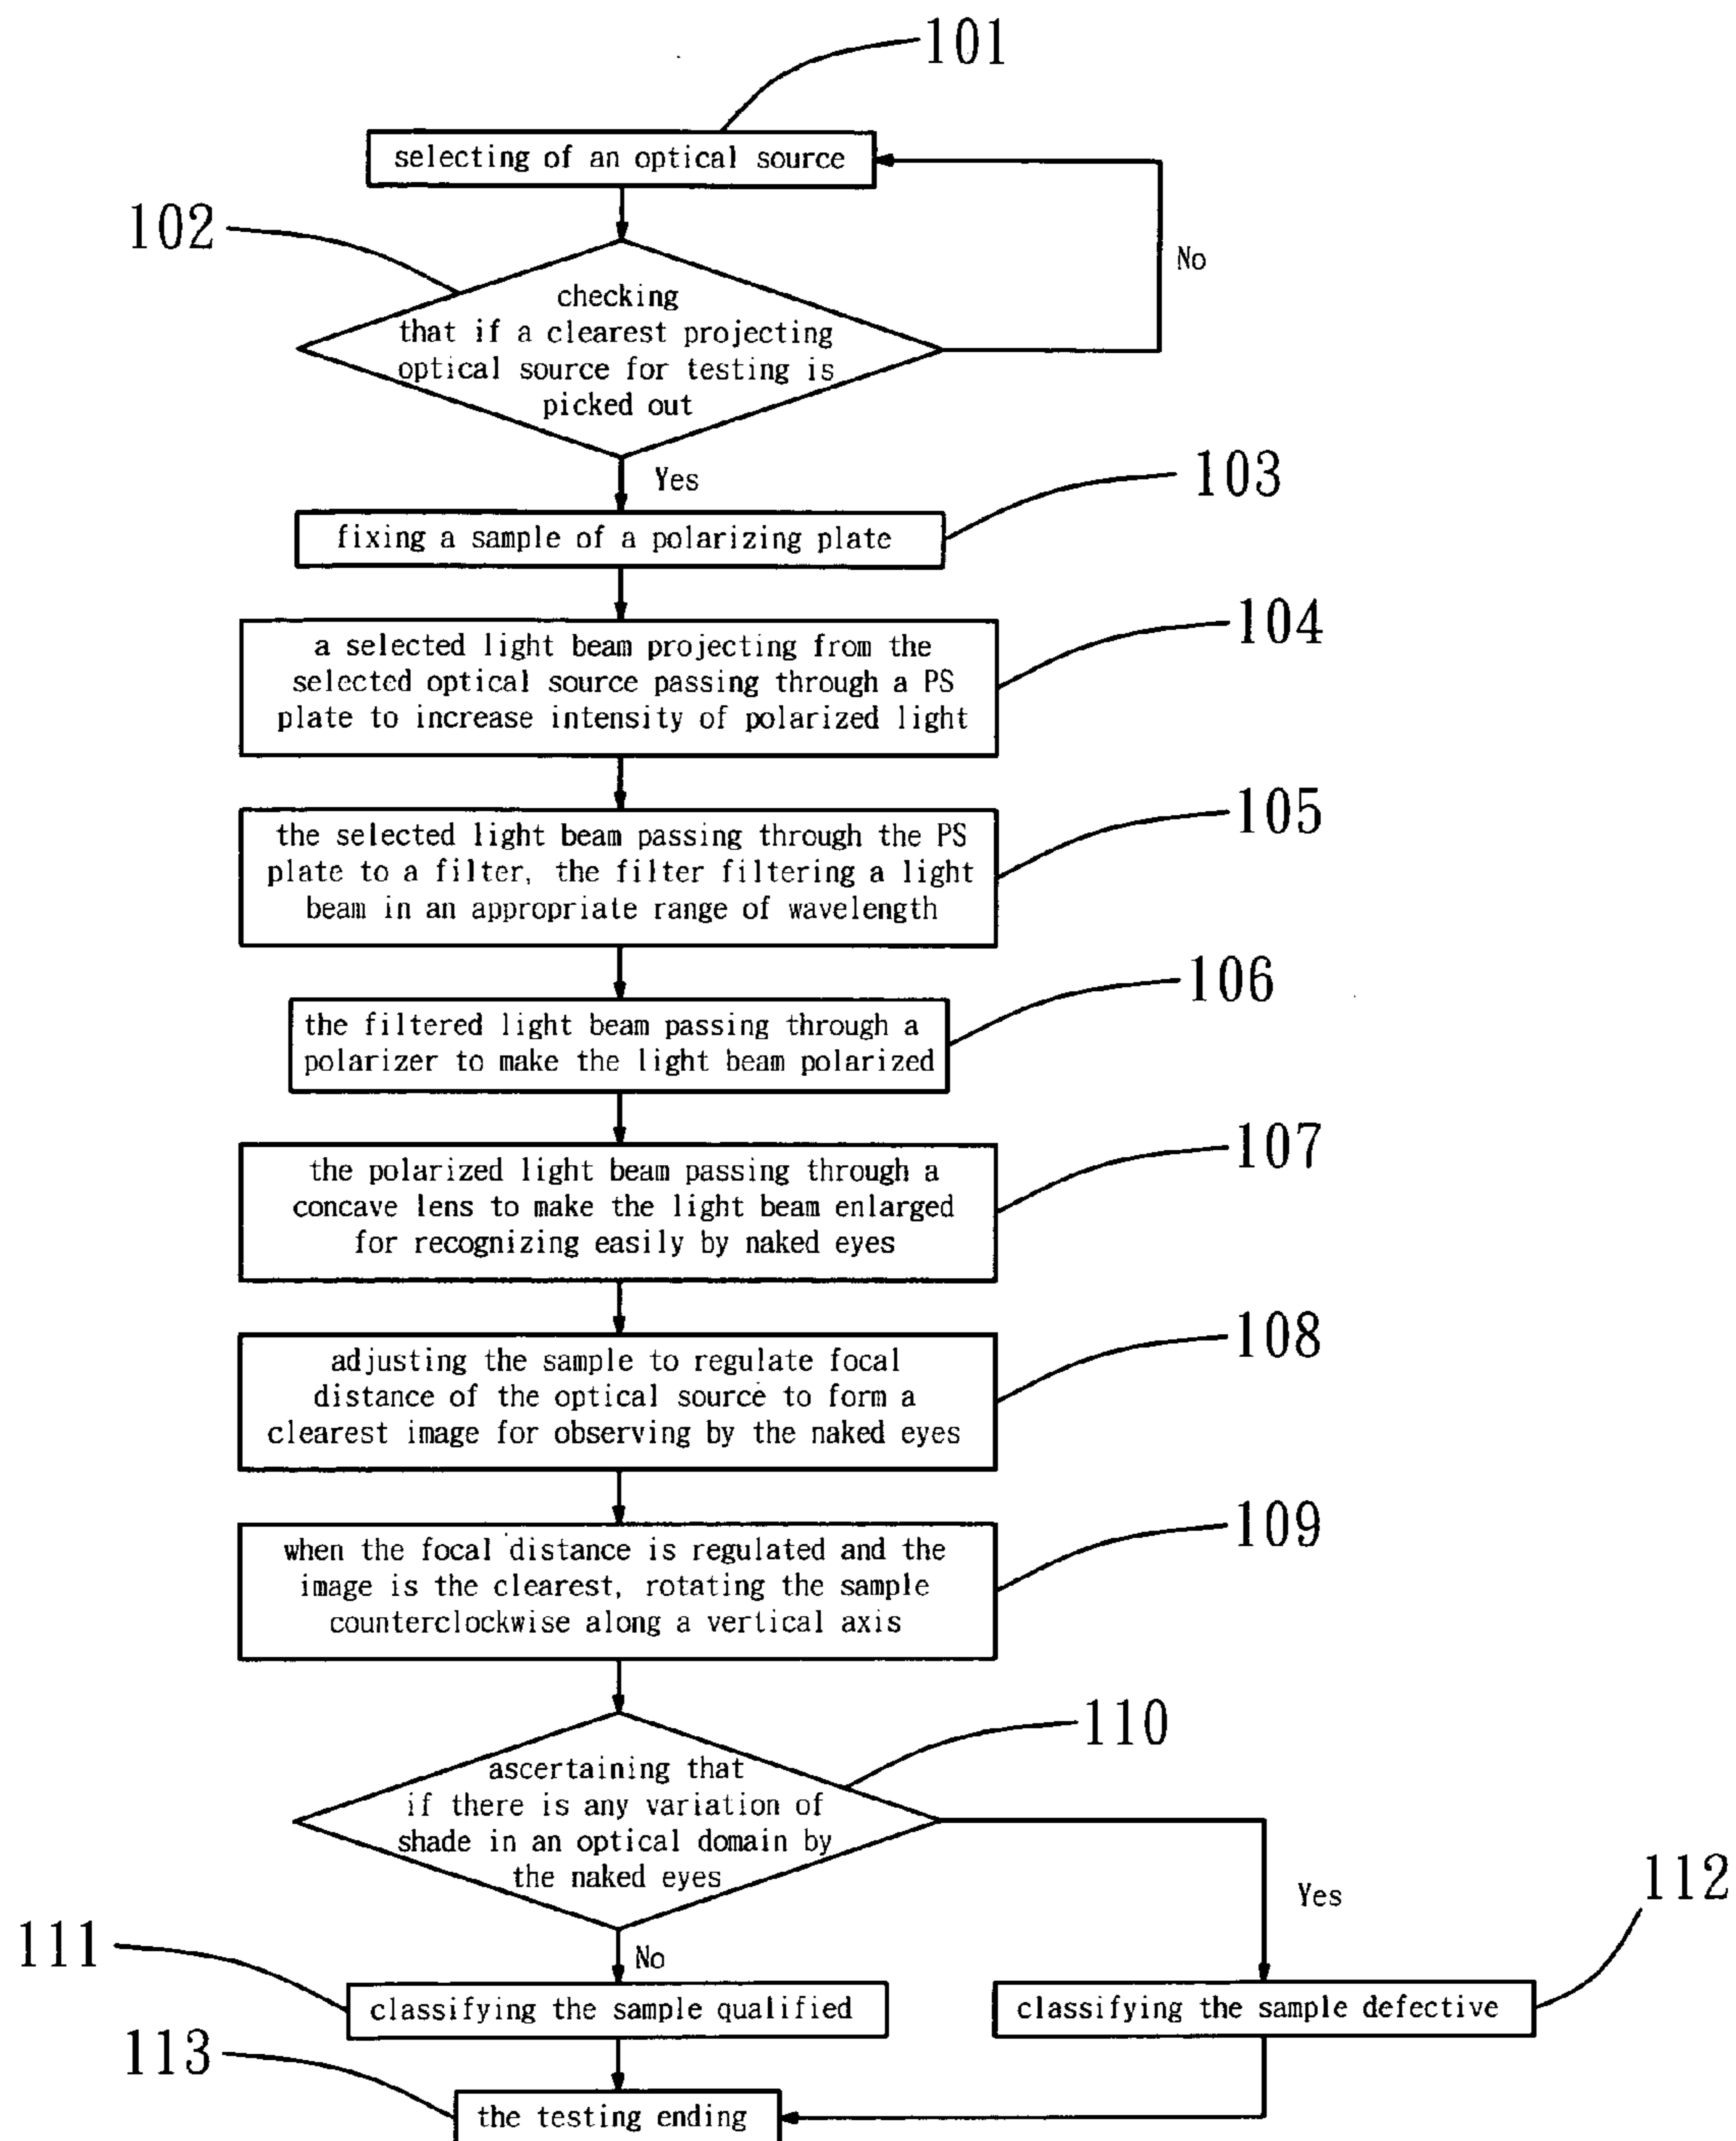 101
selecting of an optical source
102
No
checking
that if a clearest projecting
optical source for testing is
picked out
Yes
103
fixing a sample of a polarizing plate
104
a selected light beam projecting from the
selected optical source passing through a PS
plate to increase intensity of polarized light
105
the selected light beam passing through the PS
plate to a filter, the filter filtering a light
beam in an appropriate range of wavelength
106
the filtered light beam passing through a
polarizer to make the light beam polarized
107
the polarized light beam passing through a
concave lens to make the light beam enlarged
for recognizing easily by naked eyes
108
adjusting the sample to regulate focal
distance of the optical source to form a
clearest image for observing by the naked eyes
109
when the focal distance is regulated and the
image is the clearest, rotating the sample
counterclockwise along a vertical axis
110
ascertaining that
if there is any variation of
shade in an optical domain by
the naked eyes
Yes
112
111
No
classifying the sample qualified
classifying the sample defective
113
the testing ending